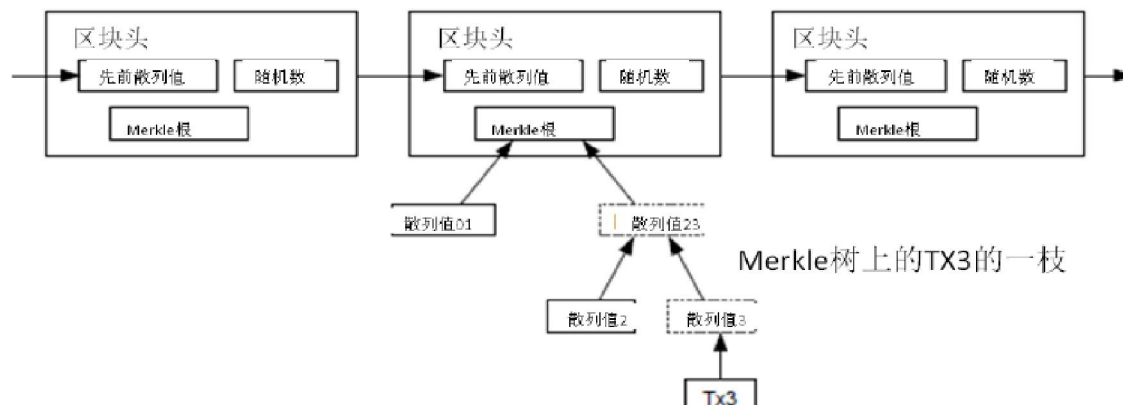 区块头
先前散列值
随机数
Merkle根
区块头
先前散列值
随机数
Merkle根
区块头
先前散列值
随机数
Merkle根
散列值01
散列值23
Merkle树上的TX3的一枝
散列值2
散列值3
Tx3